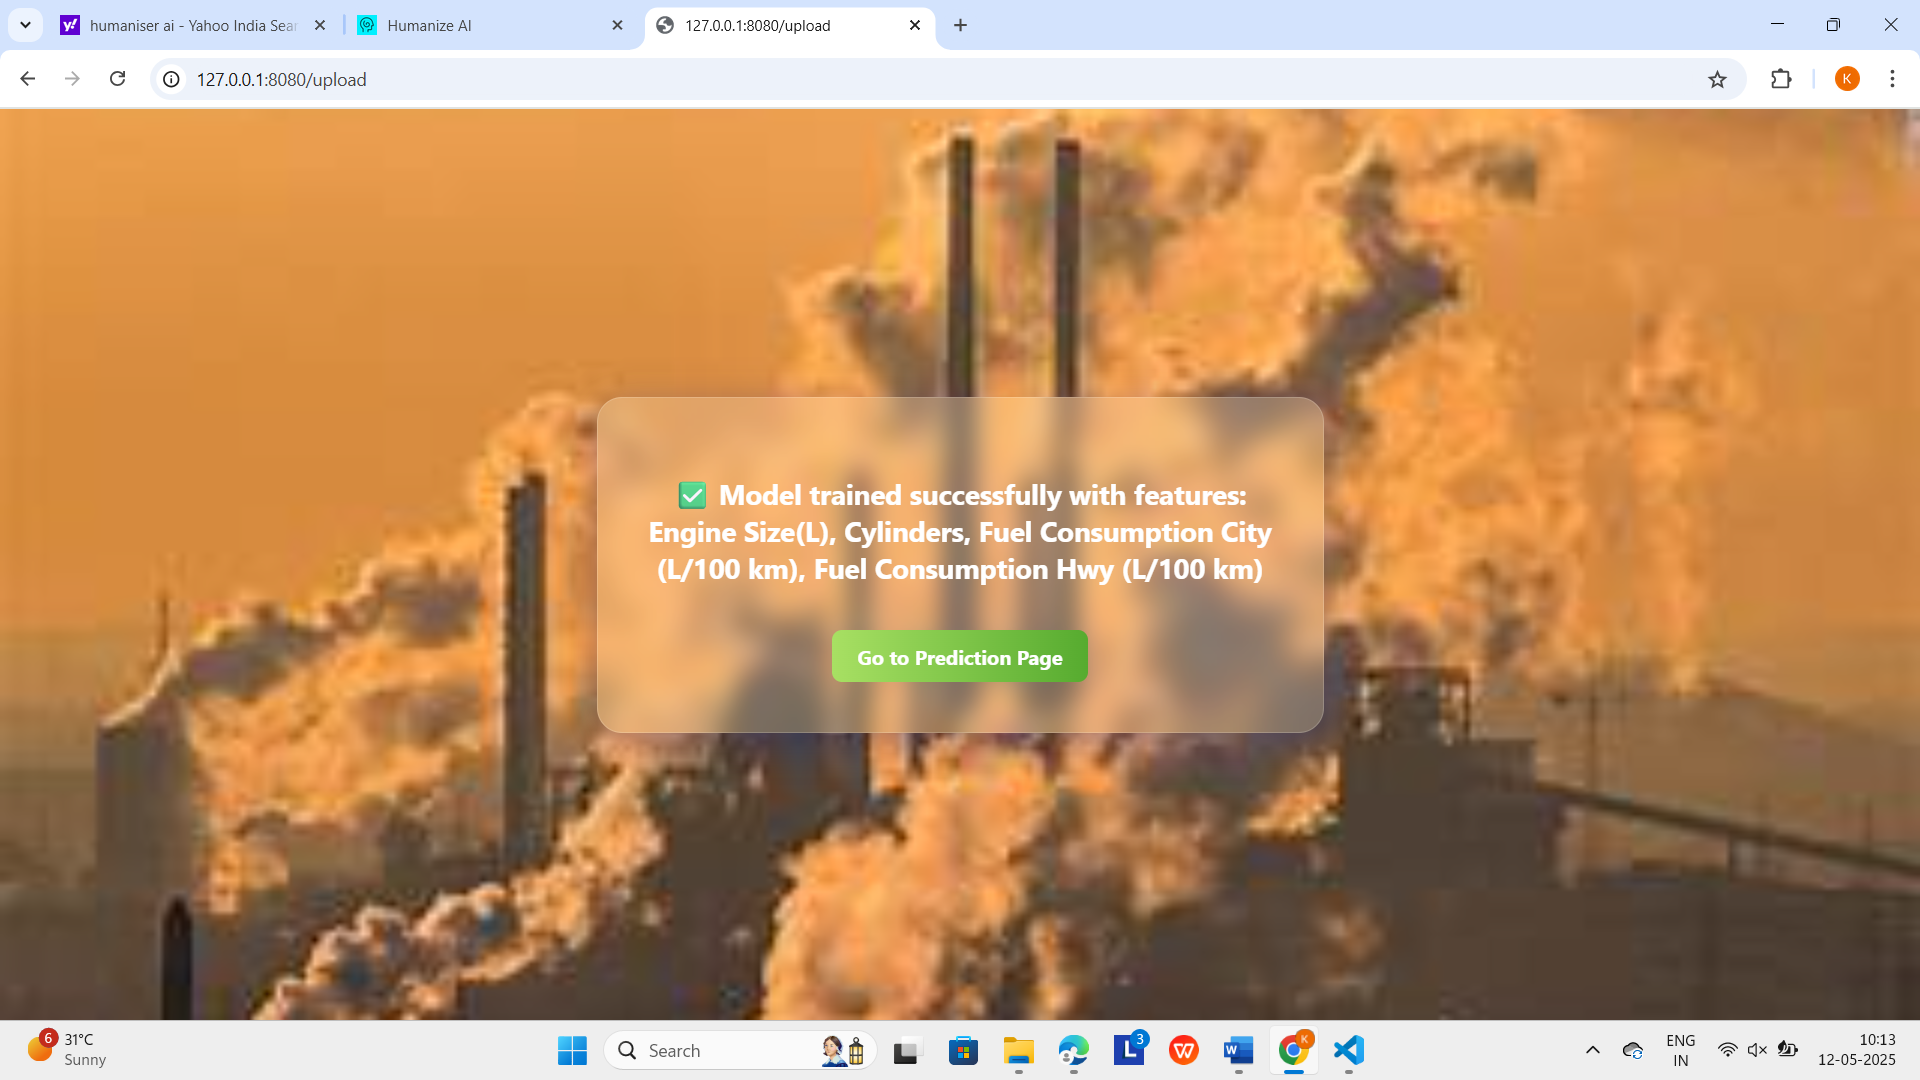 humaniser ai - Yahoo India Sear
Humanize AI
127.0.0.1:8080/upload
127.0.0.1:8080/upload
K
✅ Model trained successfully with features:
Engine Size(L), Cylinders, Fuel Consumption City
(L/100 km), Fuel Consumption Hwy (L/100 km)
Go to Prediction Page
6
31°C
Sunny
Search
L
3
W
W
K
ENG
IN
10:13
12-05-2025